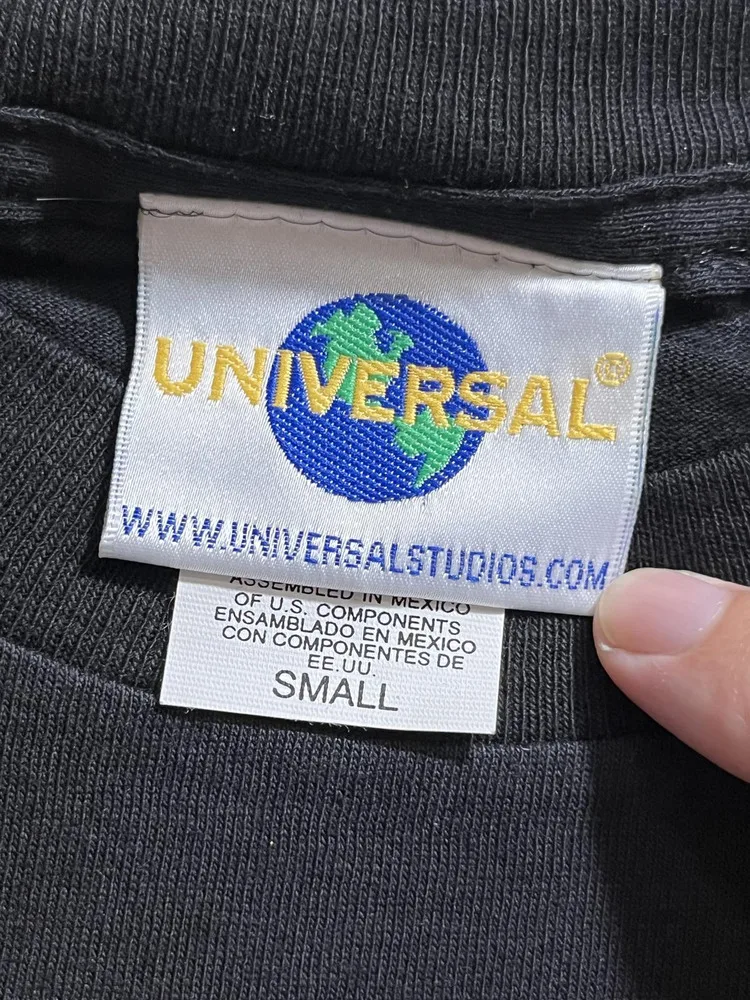 UNIVERSAL®
WWW.UNIVERSALSTUDIOS.COM
ASSEMBLED IN MEXICO
OF U.S. COMPONENTS
ENSAMBLADO EN MEXICO
CON COMPONENTES DE
EE.UU.
SMALL